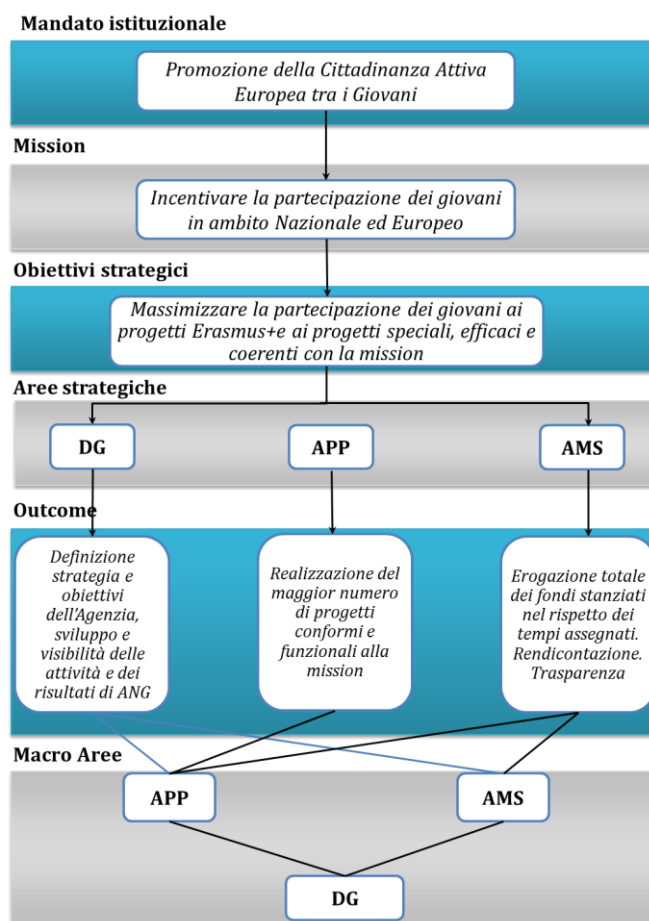 Mandato istituzionale
Promozione della Cittadinanza Attiva
Europea tra i Giovani
Mission
Incentivare la partecipazione dei giovani
in ambito Nazionale ed Europeo
Obiettivi strategici
Massimizzare la partecipazione dei giovani ai
progetti Erasmus+e ai progetti speciali, efficaci e
coerenti con la mission
Aree strategiche
DG
APP
AMS
Outcome
Definizione
strategia e
obiettivi
dell'Agenzia,
sviluppo e
visibilità delle
attività e dei
risultati di ANG
Realizzazione del
maggior numero
di progetti
conformi e
funzionali alla
mission
Erogazione totale
dei fondi stanziati
nel rispetto dei
tempi assegnati.
Rendicontazione.
Trasparenza
Macro Aree
APP
AMS
DG